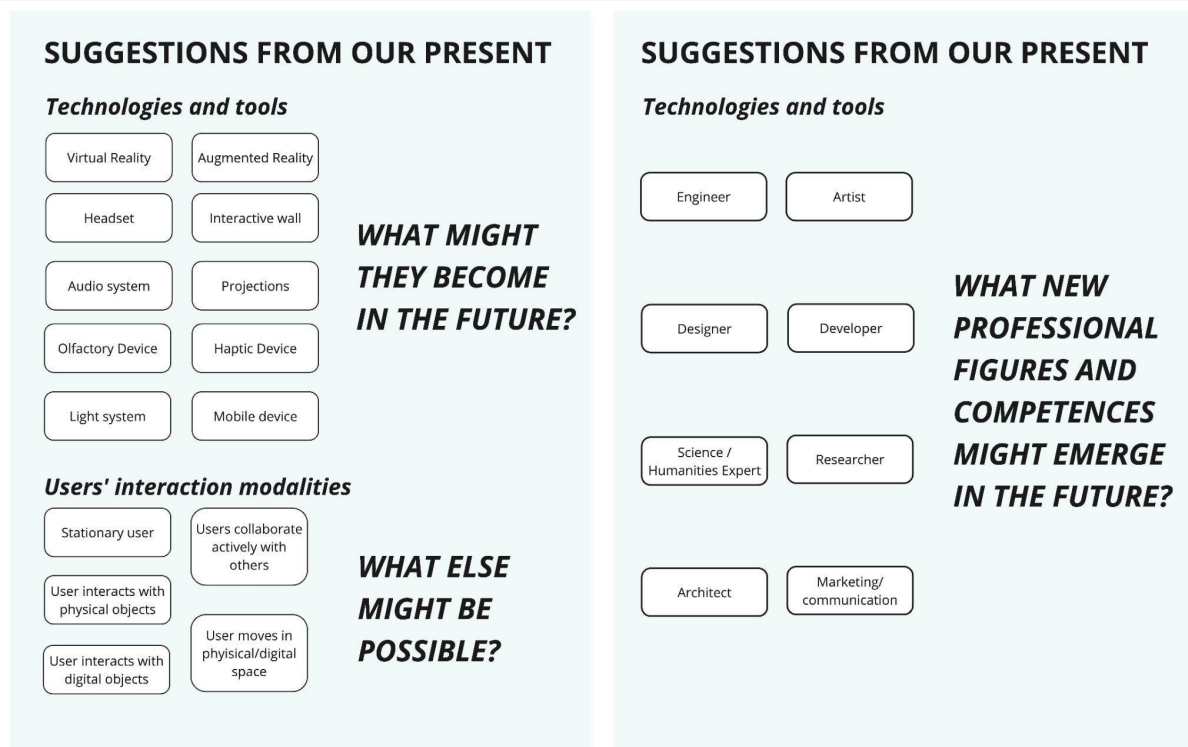 SUGGESTIONS FROM OUR PRESENT
Technologies and tools
Virtual Reality
Augmented Reality
Headset
Interactive wall
Audio system
Projections
Olfactory Device
Haptic Device
Light system
Mobile device
WHAT MIGHT
THEY BECOME
IN THE FUTURE?
Users' interaction modalities
Stationary user
Users collaborate
actively with
others
User interacts with
physical objects
User moves in
phyisical/digital
space
User interacts with
digital objects
WHAT ELSE
MIGHT BE
POSSIBLE?
SUGGESTIONS FROM OUR PRESENT
Technologies and tools
Engineer
Artist
Designer
Developer
Science /
Humanities Expert
Researcher
Architect
Marketing/
communication
WHAT NEW
PROFESSIONAL
FIGURES AND
COMPETENCES
MIGHT EMERGE
IN THE FUTURE?